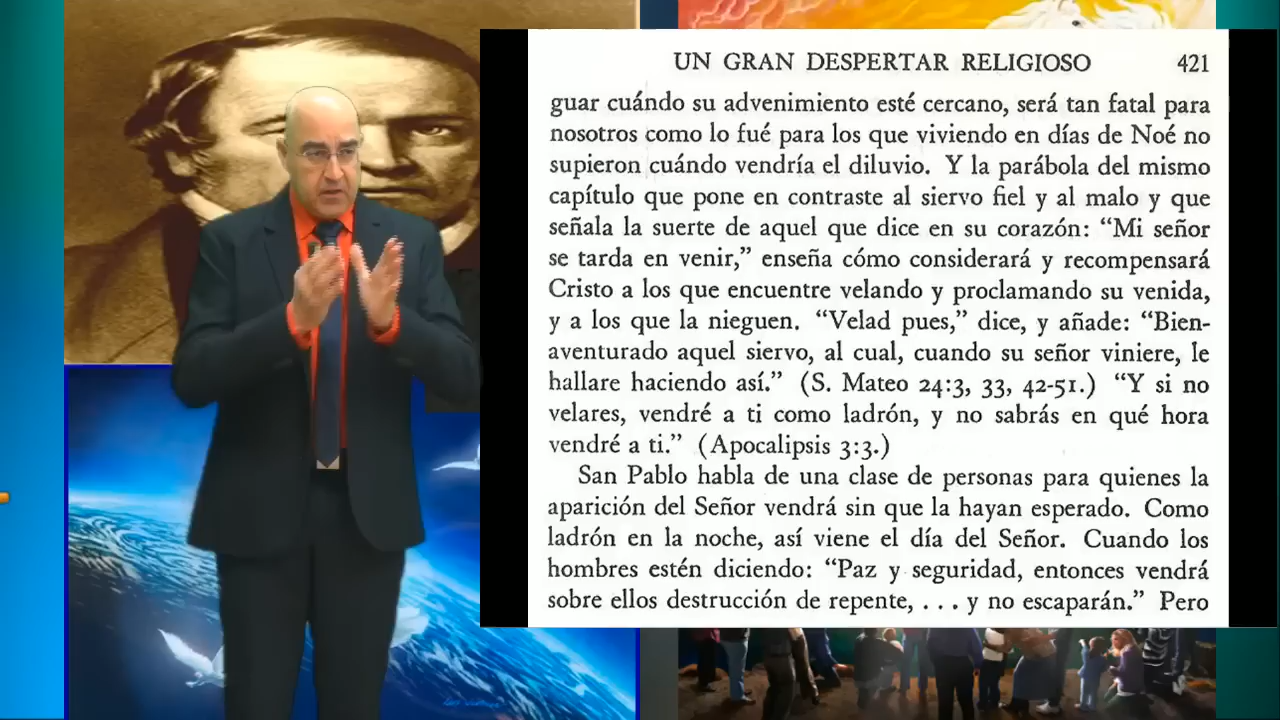 UN GRAN DESPERTAR RELIGIOSO 421
guar cuándo su advenimiento esté cercano, será tan fatal para
nosotros como lo fué para los que viviendo en días de Noé no
supieron cuándo vendría el diluvio. Y la parábola del mismo
capítulo que pone en contraste al siervo fiel y al malo y que
señala la suerte de aquel que dice en su corazón: “Mi señor
se tarda en venir,” enseña cómo considerará y recompensará
Cristo a los que encuentre velando y proclamando su venida,
y a los que la nieguen. “Velad pues,” dice, y añade: “Bien-
aventurado aquel siervo, al cual, cuando su señor viniere, le
hallare haciendo así.” (S. Mateo 24:3, 33, 42-51.) “Y si no
velares, vendré a ti como ladrón, y no sabrás en qué hora
vendré a ti.” (Apocalipsis 3:3.)
San Pablo habla de una clase de personas para quienes la
aparición del Señor vendrá sin que la hayan esperado. Como
ladrón en la noche, así viene el día del Señor. Cuando los
hombres estén diciendo: “Paz y seguridad, entonces vendrá
sobre ellos destrucción de repente, . . . y no escaparán.” Pero